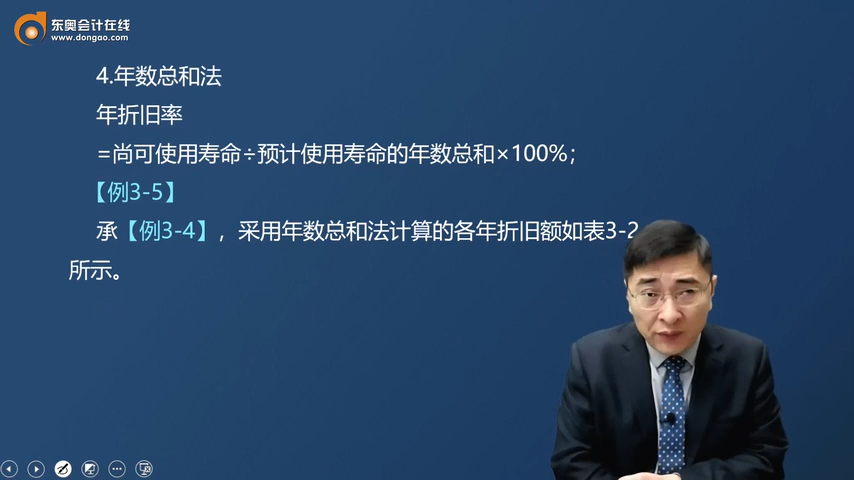 东奥会计在线
www.dongao.com
4.年数总和法
年折旧率
=尚可使用寿命÷预计使用寿命的年数总和×100%；
【例3-5】
承【例3-4】，采用年数总和法计算的各年折旧额如表3-2
所示。